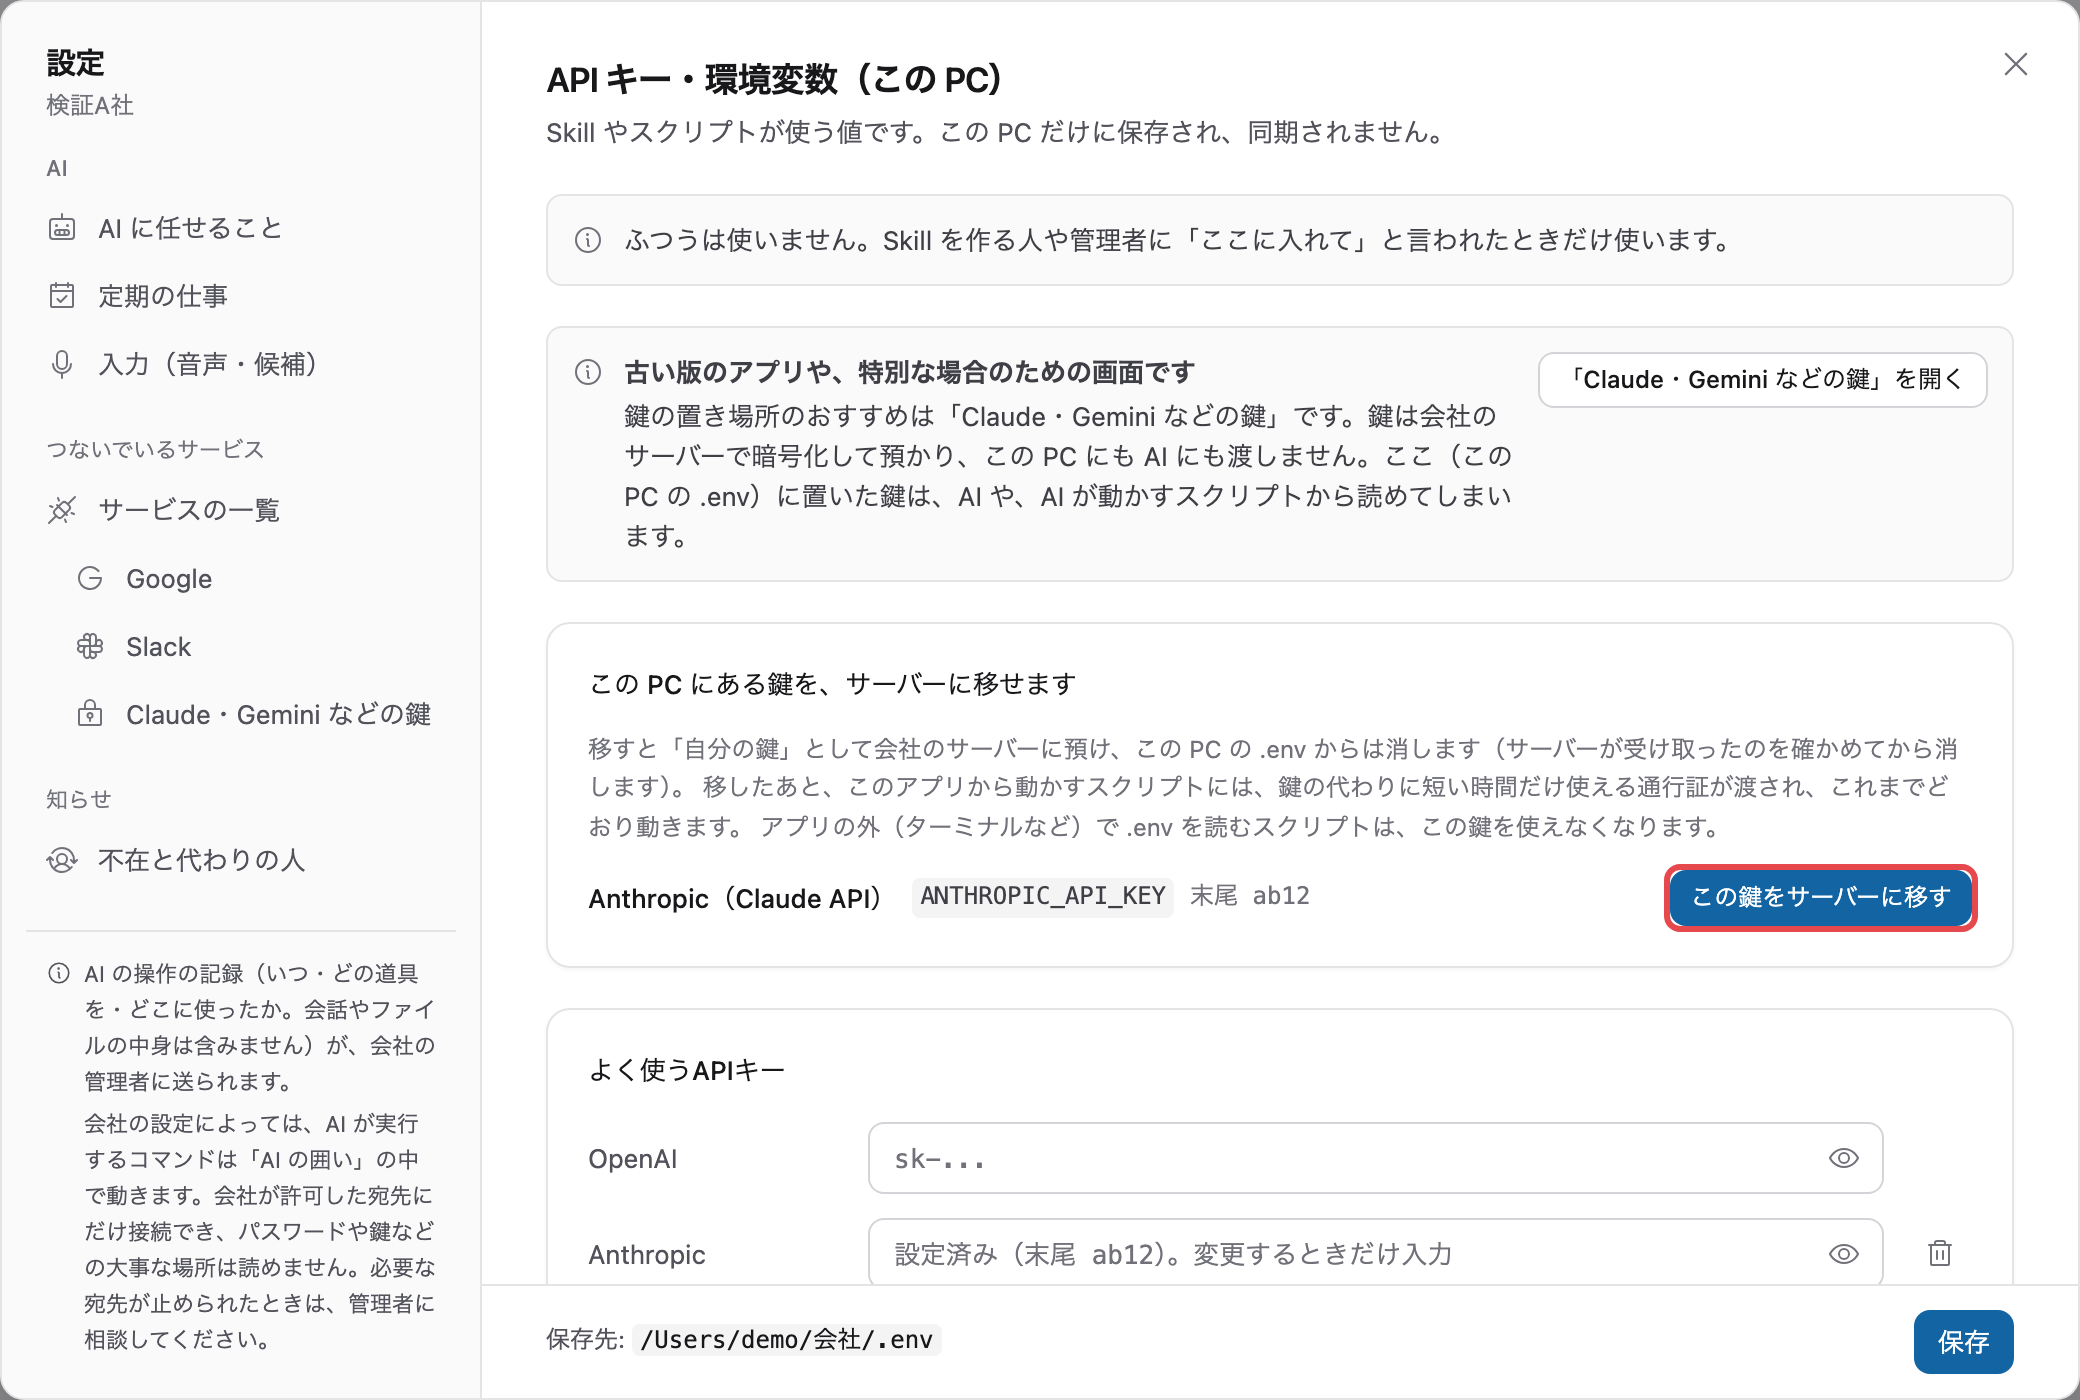 設定
検証A社
AI
AI に任せること
定期の仕事
入力（音声・候補）
つないでいるサービス
サービスの一覧
Google
Slack
Claude・Gemini などの鍵
知らせ
不在と代わりの人
AI の操作の記録（いつ・どの道具
を・どこに使ったか。会話やファイ
ルの中身は含みません）が、会社の
管理者に送られます。
会社の設定によっては、AI が実行
するコマンドは「AI の囲い」の中
で動きます。会社が許可した宛先に
だけ接続でき、パスワードや鍵など
の大事な場所は読めません。必要な
宛先が止められたときは、管理者に
相談してください。
API キー・環境変数（この PC）
Skill やスクリプトが使う値です。この PC だけに保存され、同期されません。
ふつうは使いません。Skill を作る人や管理者に「ここに入れて」と言われたときだけ使います。
古い版のアプリや、特別な場合のための画面です
鍵の置き場所のおすすめは「Claude・Gemini などの鍵」です。鍵は会社の
サーバーで暗号化して預かり、この PC にも AI にも渡しません。ここ（この
PC の .env）に置いた鍵は、AI や、AI が動かすスクリプトから読めてしまい
ます。
「Claude・Gemini などの鍵」を開く
この PC にある鍵を、サーバーに移せます
移すと「自分の鍵」として会社のサーバーに預け、この PC の .env からは消します（サーバーが受け取ったのを確かめてから消
します）。 移したあと、このアプリから動かすスクリプトには、鍵の代わりに短い時間だけ使える通行証が渡され、これまでど
おり動きます。 アプリの外（ターミナルなど）で .env を読むスクリプトは、この鍵を使えなくなります。
Anthropic（Claude API） ANTHROPIC_API_KEY 末尾 ab12
この鍵をサーバーに移す
よく使うAPIキー
OpenAI
sk-...
Anthropic
設定済み（末尾 ab12）。変更するときだけ入力
保存先: /Users/demo/会社/.env
保存